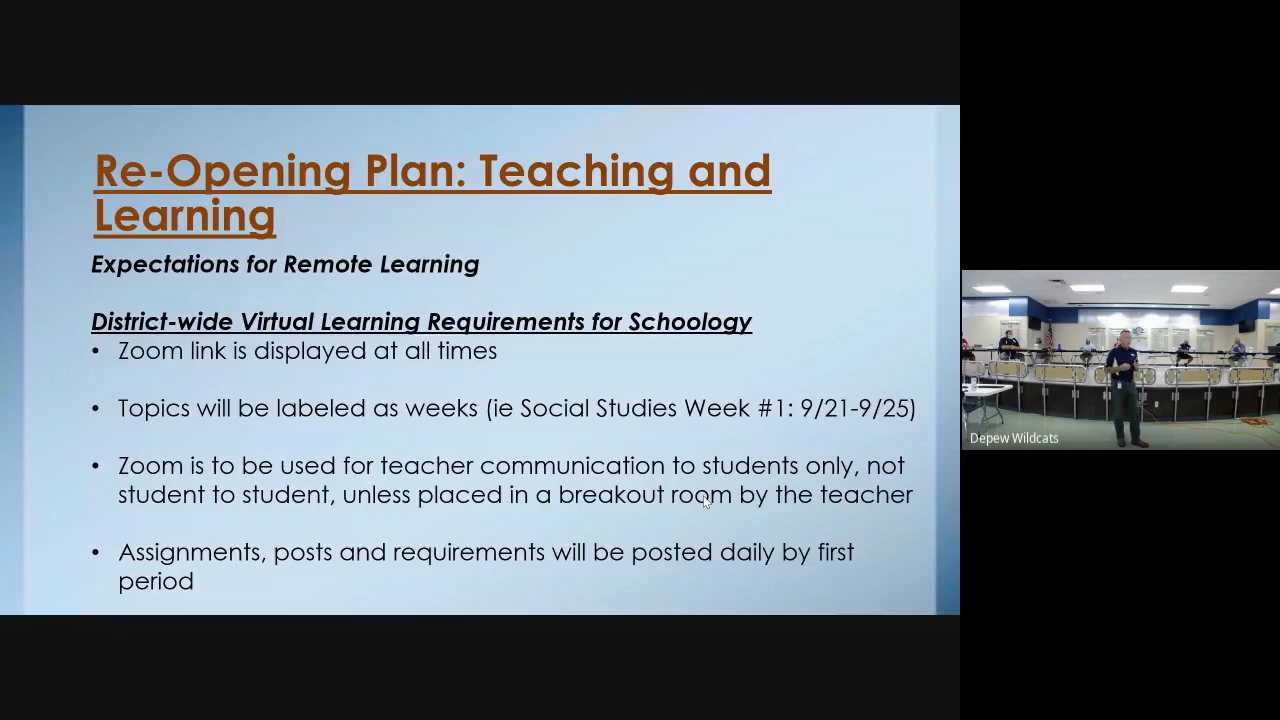 Re-Opening Plan: Teaching and
Learning
Expectations for Remote Learning
District-wide Virtual Learning Requirements for Schoology
• Zoom link is displayed at all times
• Topics will be labeled as weeks (ie Social Studies Week #1: 9/21-9/25)
• Zoom is to be used for teacher communication to students only, not
student to student, unless placed in a breakout room by the teacher
• Assignments, posts and requirements will be posted daily by first
period
Depew Wildcats